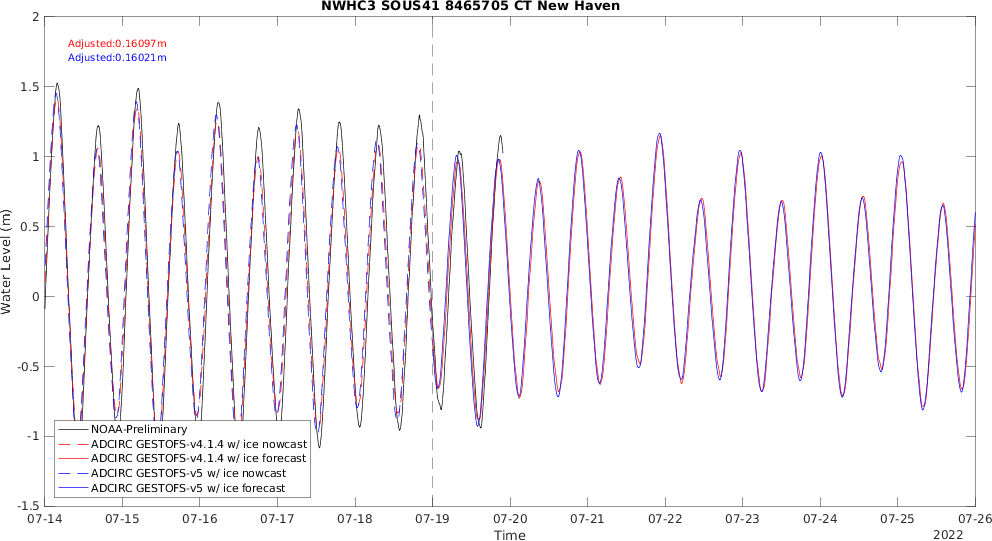 NWHC3 SOUS41 8465705 CT New Haven
Adjusted:0.16097m
Adjusted:0.16021m
2
1.5
1
0.5
0
-0.5
-1
-1.5
Water Level (m)
NOAA-Preliminary
ADCIRC GESTOFS-v4.1.4 w/ ice nowcast
ADCIRC GESTOFS-v4.1.4 w/ ice forecast
ADCIRC GESTOFS-v5 w/ ice nowcast
ADCIRC GESTOFS-v5 w/ ice forecast
07-14 07-15 07-16 07-17 07-18 07-19 07-20 07-21 07-22 07-23 07-24 07-25 07-26
Time
2022